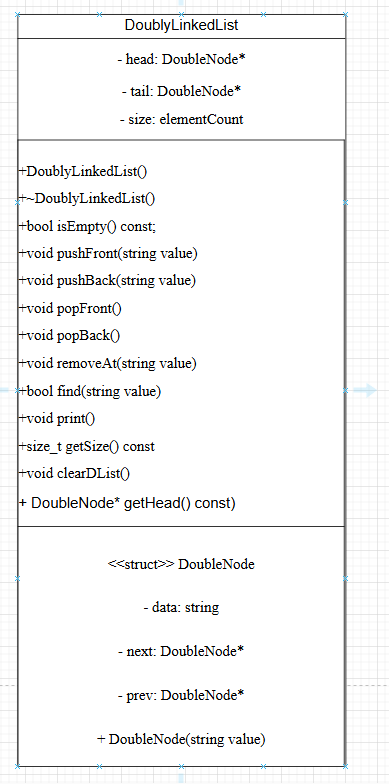 DoublyLinkedList
- head: DoubleNode*
- tail: DoubleNode*
- size: elementCount
+DoublyLinkedList()
+~DoublyLinkedList()
+bool isEmpty() const;
+void pushFront(string value)
+void pushBack(string value)
+void popFront()
+void popBack()
+void removeAt(string value)
+bool find(string value)
+void print()
+size_t getSize() const
+void clearDList()
+ DoubleNode* getHead() const)
<<struct>> DoubleNode
- data: string
- next: DoubleNode*
- prev: DoubleNode*
+ DoubleNode(string value)